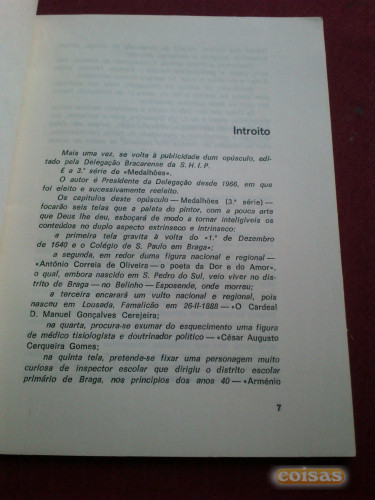 Introito
Mais uma vez, se volta à publicidade dum opúsculo, edi-
tado pela Delegação Bracarense da S. H. I. P.
E a 3.ª série de «Medalhões».
O autor é Presidente da Delegação desde 1966, em que
foi eleito e sucessivamente reeleito.
Os capítulos deste opúsculo — Medalhões (3.ª série) —
focarão seis telas que a paleta do pintor, com a pouca arte
que Deus lhe deu, esboçará de modo a tornar inteligíveis os
conteúdos no duplo aspecto extrínseco e intrínseco:
a primeira tela gravita à volta do «1.º de Dezembro
de 1640 e o Colégio de S. Paulo em Braga»;
a segunda, em redor duma figura nacional e regional —
«António Correia de Oliveira — o poeta da Dor e do Amor»,
o qual, embora nascido em S. Pedro do Sul, veio viver no dis-
trito de Braga — no Belinho — Esposende, onde morreu;
a terceira encarará um vulto nacional e regional, pois
nasceu em Lousada, Famalicão em 26-II-1888 — «O Cardeal
D. Manuel Gonçalves Cerejeira;
na quarta, procura-se exumar do esquecimento uma figura
de médico tisiologista e doutrinador político — «César Augusto
Cerqueira Gomes;
na quinta tela, pretende-se fixar uma personagem muito
curiosa de inspector escolar que dirigiu o distrito escolar
primário de Braga, nos princípios dos anos 40 — «Arménio
7
coisas